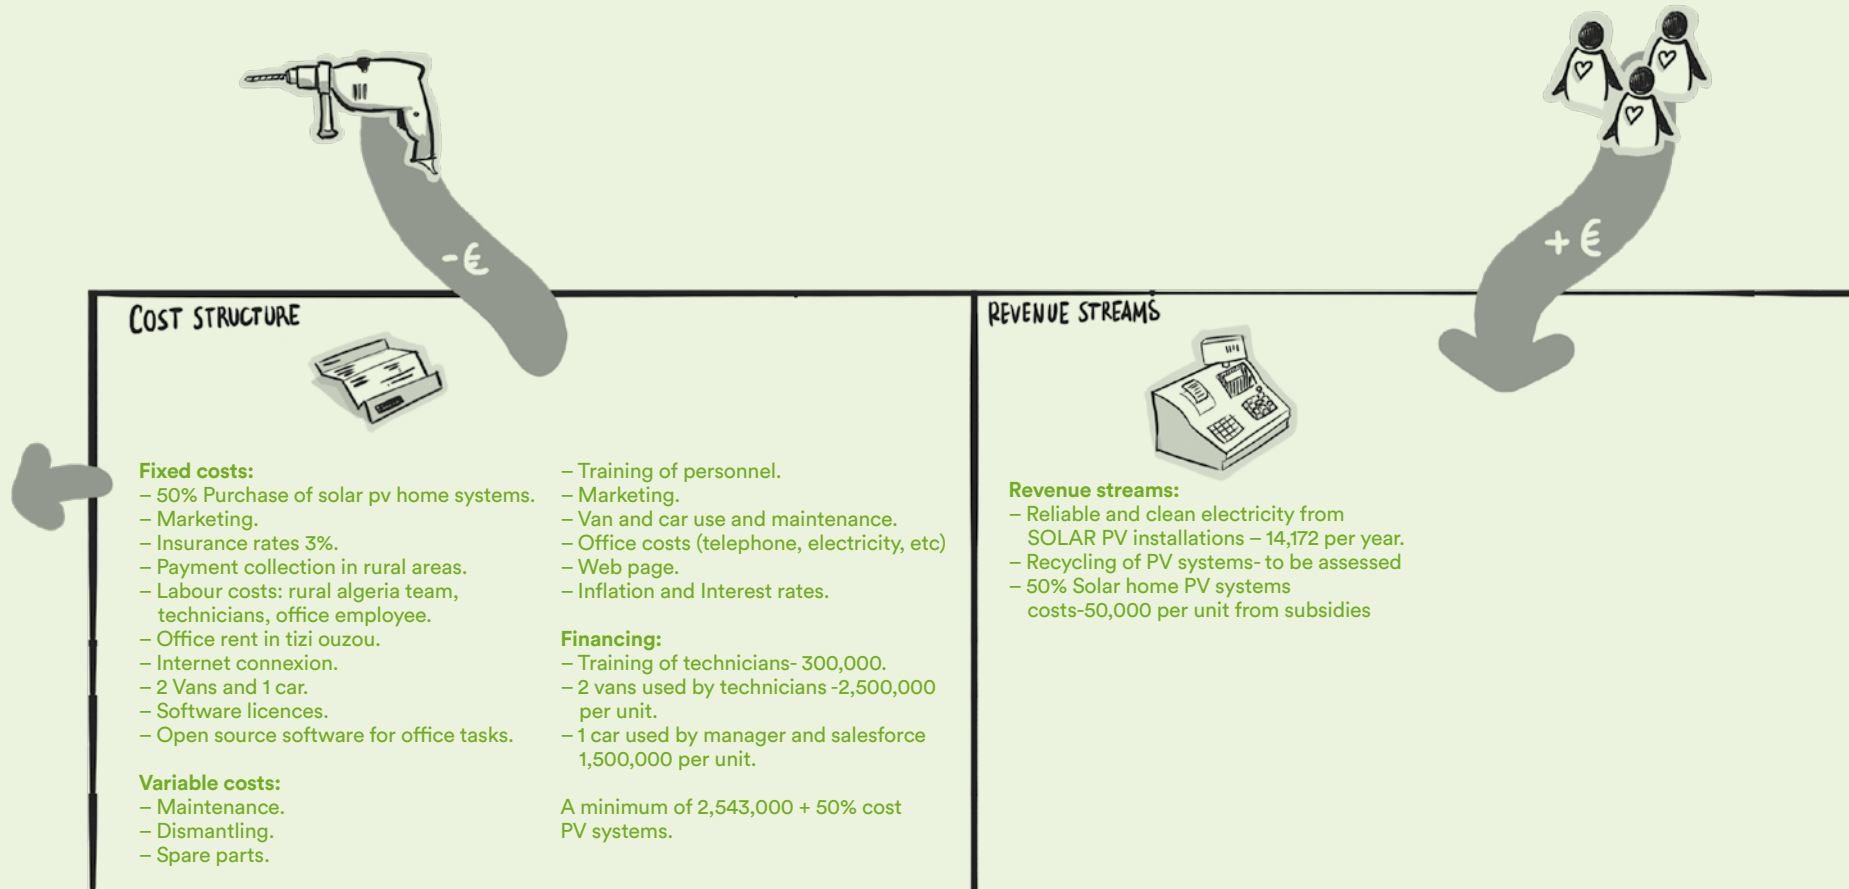 -€
+€
COST STRUCTURE
Fixed costs:
– 50% Purchase of solar pv home systems.
– Marketing.
– Insurance rates 3%.
– Payment collection in rural areas.
– Labour costs: rural algeria team,
technicians, office employee.
– Office rent in tizi ouzou.
– Internet connexion.
– 2 Vans and 1 car.
– Software licences.
– Open source software for office tasks.
Variable costs:
– Maintenance.
– Dismantling.
– Spare parts.
– Training of personnel.
– Marketing.
– Van and car use and maintenance.
– Office costs (telephone, electricity, etc)
– Web page.
– Inflation and Interest rates.
Financing:
– Training of technicians- 300,000.
– 2 vans used by technicians -2,500,000
per unit.
– 1 car used by manager and salesforce
1,500,000 per unit.
A minimum of 2,543,000 + 50% cost
PV systems.
REVENUE STREAMS
Revenue streams:
– Reliable and clean electricity from
SOLAR PV installations – 14,172 per year.
– Recycling of PV systems- to be assessed
– 50% Solar home PV systems
costs-50,000 per unit from subsidies